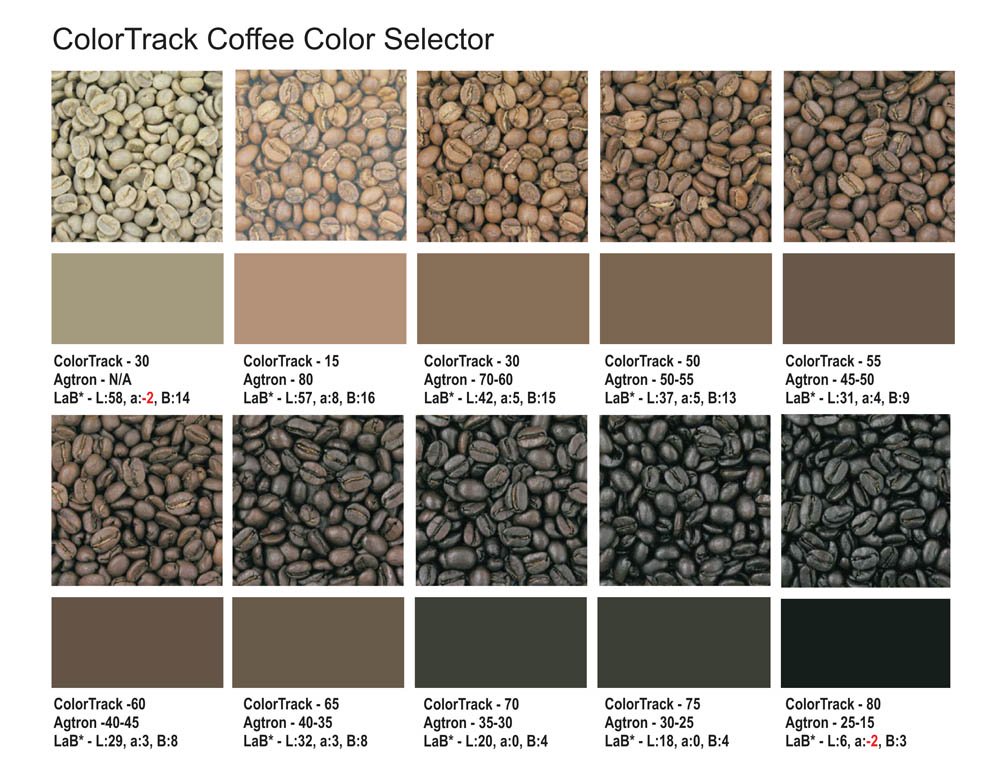 ColorTrack Coffee Color Selector
ColorTrack - 30
Agtron - N/A
LaB* - L:58, a:-2, B:14
ColorTrack - 15
Agtron - 80
LaB* - L:57, a:8, B:16
ColorTrack - 30
Agtron - 70-60
LaB* - L:42, a:5, B:15
ColorTrack - 50
Agtron - 50-55
LaB* - L:37, a:5, B:13
ColorTrack - 55
Agtron - 45-50
LaB* - L:31, a:4, B:9
ColorTrack -60
Agtron -40-45
LaB* - L:29, a:3, B:8
ColorTrack - 65
Agtron - 40-35
LaB* - L:32, a:3, B:8
ColorTrack - 70
Agtron - 35-30
LaB* - L:20, a:0, B:4
ColorTrack - 75
Agtron - 30-25
LaB* - L:18, a:0, B:4
ColorTrack - 80
Agtron - 25-15
LaB* - L:6, a:-2, B:3